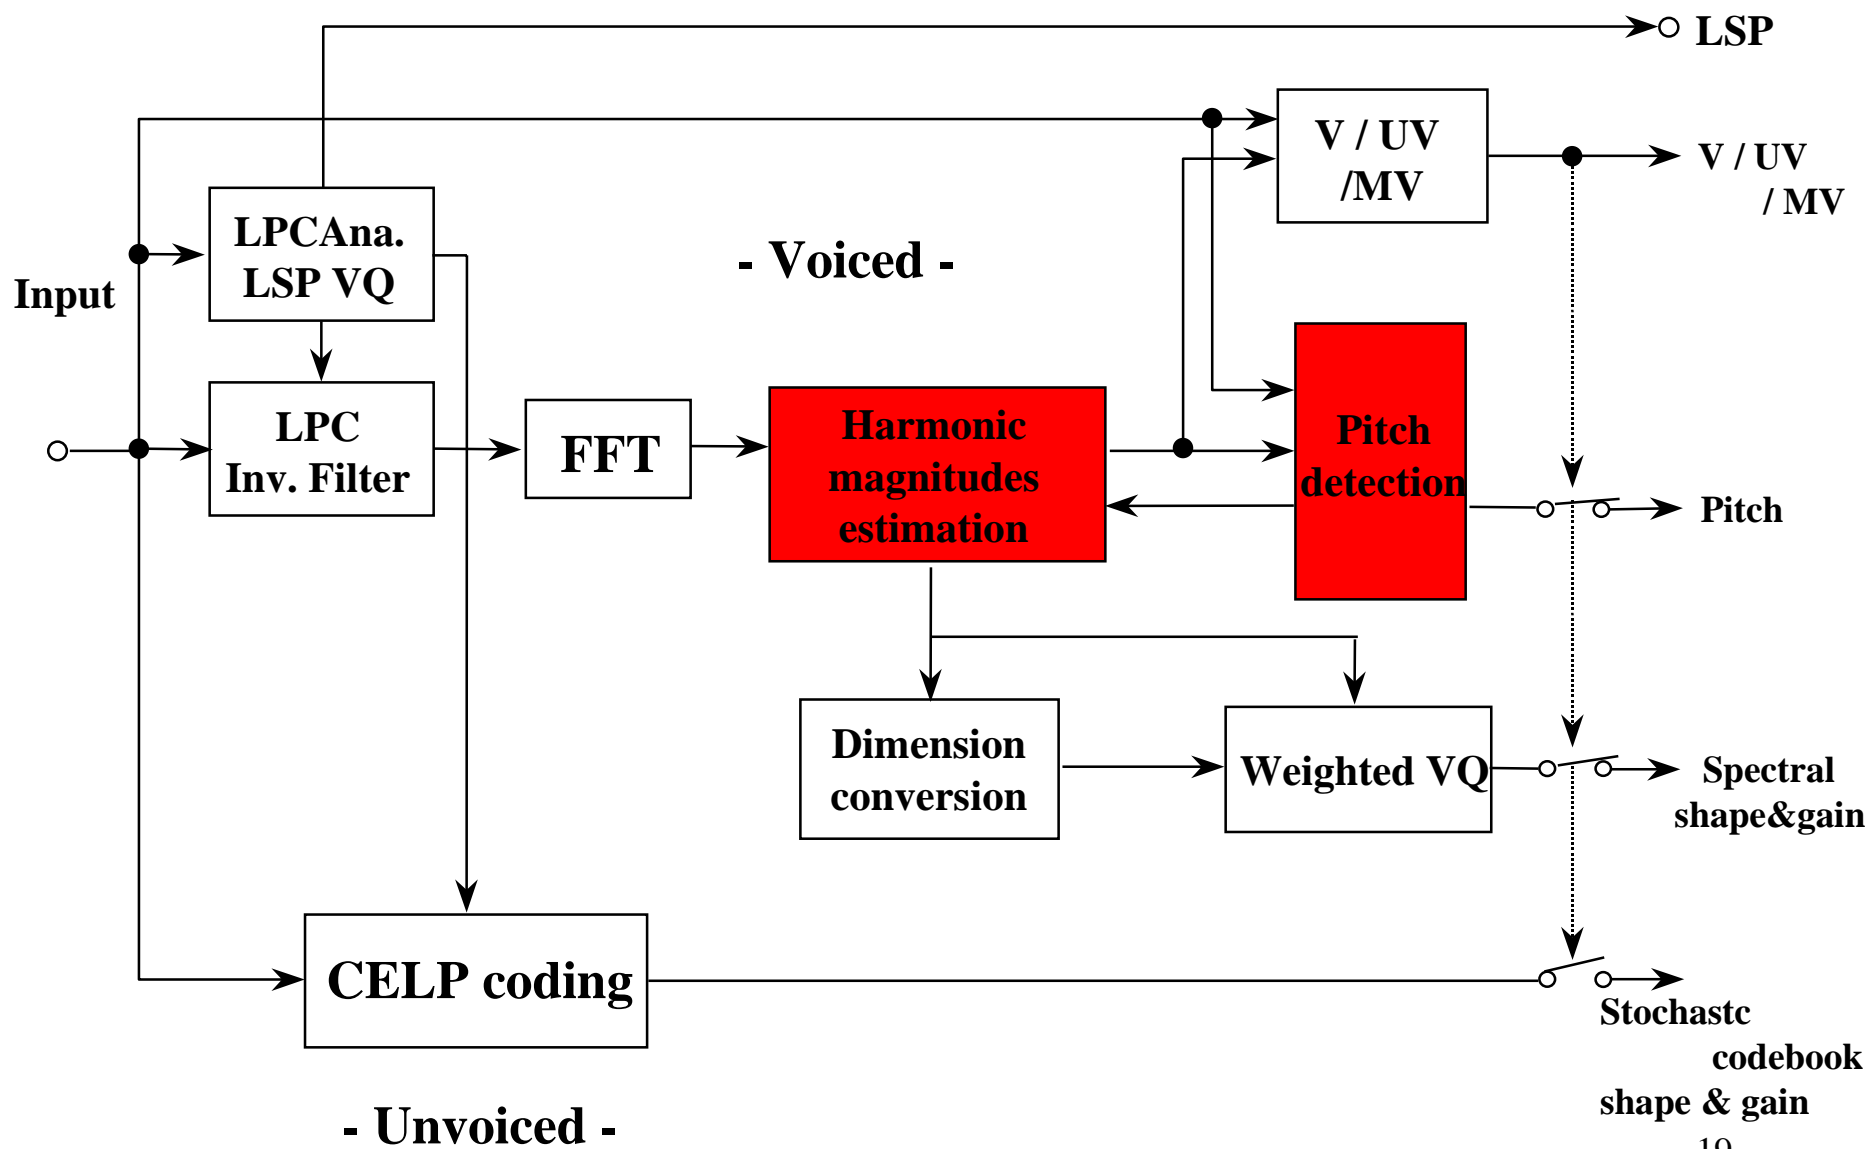 LSP
V / UV
/MV
V / UV
/ MV
LPCAna.
LSP VQ
- Voiced -
Input
LPC
Inv. Filter
FFT
Harmonic
magnitudes
estimation
Pitch
detection
Pitch
Dimension
conversion
Weighted VQ
Spectral
shape&gain
CELP coding
Stochastc
codebook
shape & gain
- Unvoiced -